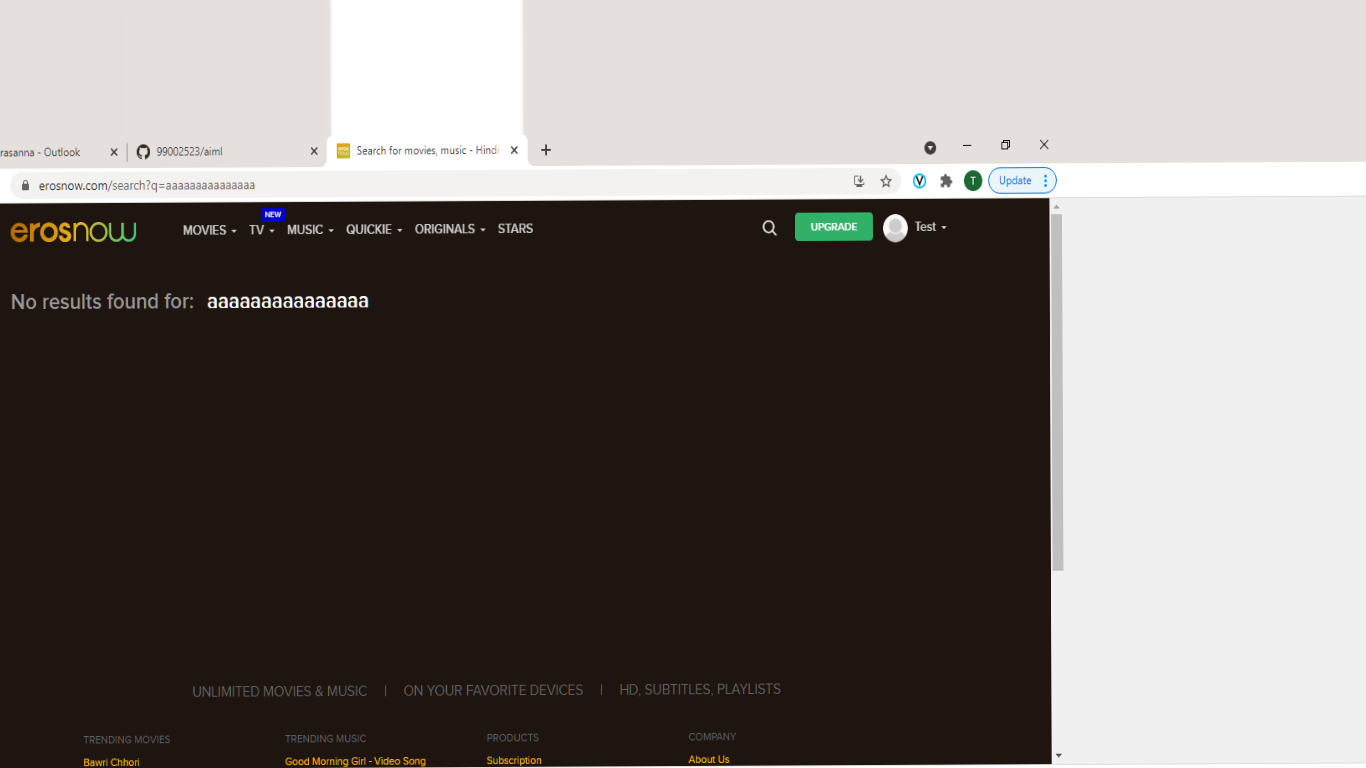 rasanna - Outlook
99002523/aiml
Search for movies, music - Hindi
erosnow.com/search?q=aaaaaaaaaaaaaaa
T
Update
erosnow
MOVIES
TV
NEW
MUSIC
QUICKIE
ORIGINALS
STARS
UPGRADE
Test
No results found for: aaaaaaaaaaaaaaa
UNLIMITED MOVIES & MUSIC | ON YOUR FAVORITE DEVICES | HD, SUBTITLES, PLAYLISTS
TRENDING MOVIES
Bawri Chhori
TRENDING MUSIC
Good Morning Girl - Video Song
PRODUCTS
Subscription
COMPANY
About Us